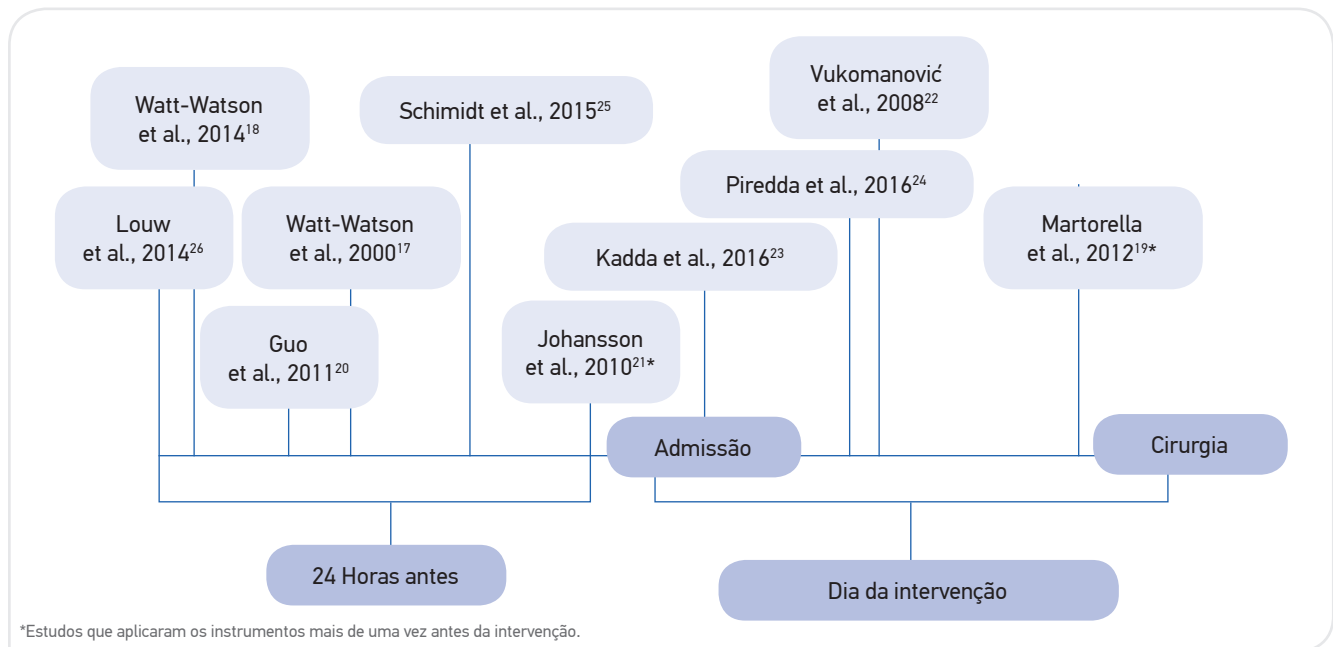 Watt-Watson
et al., 2014¹⁸
Louw
et al., 2014²⁶
Watt-Watson
et al., 2000¹⁷
Guo
et al., 2011²⁰
Schimidt et al., 2015²⁵
Johansson
et al., 2010²¹*
Kadda et al., 2016²³
Piredda et al., 2016²⁴
Vukomanović
et al., 2008²²
Martorella
et al., 2012¹⁹*
Admissão
Cirurgia
24 Horas antes
Dia da intervenção
*Estudos que aplicaram os instrumentos mais de uma vez antes da intervenção.